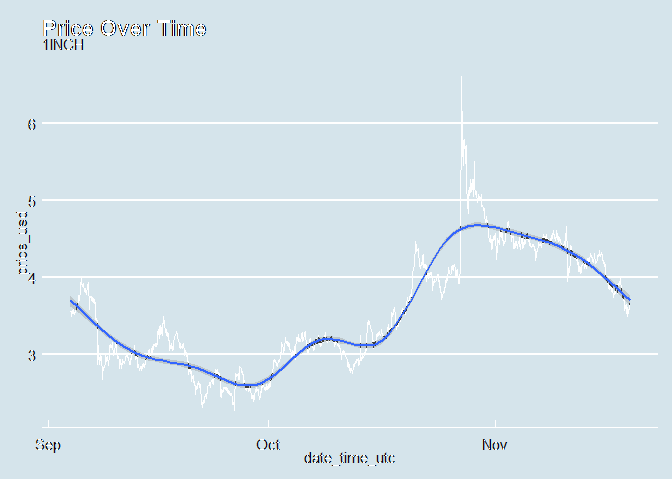 Price Over Time
1INCH
6
5
4
3
price_usd
Sep
Oct
Nov
date_time_utc